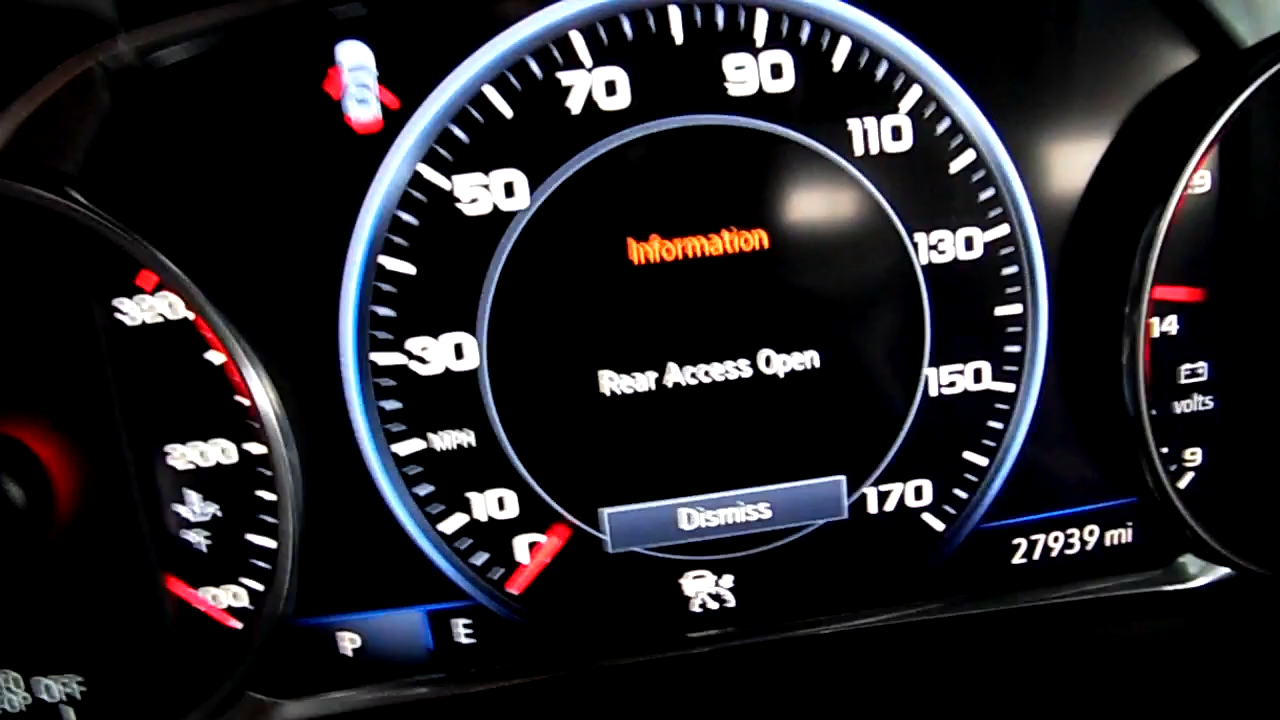 70
90
110
50
130
30
150
MPH
10
170
0
Information
Rear Access Open
Dismiss
27939 mi
P
E
320
200
14
volts
9
OFF